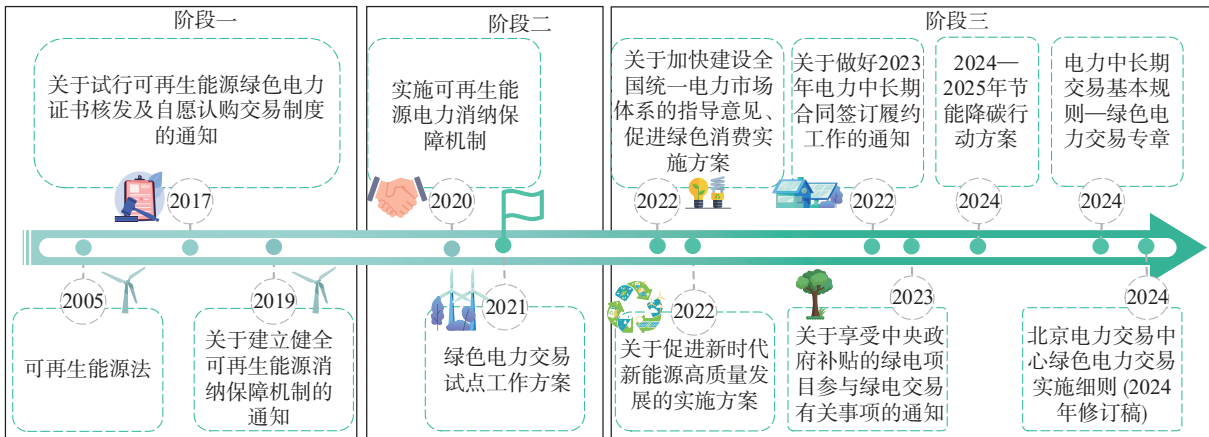 阶段一
关于试行可再生能源绿色电力
证书核发及自愿认购交易制度
的通知
2017
2005
可再生能源法
2019
关于建立健全
可再生能源消
纳保障机制的
通知
阶段二
实施可再生能
源电力消纳保
障机制
2020
2021
绿色电力交易
试点工作方案
阶段三
关于加快建设全
国统一电力市场
体系的指导意见、
促进绿色消费实
施方案
2022
关于做好2023
年电力中长期
合同签订履约
工作的通知
2022
2024—
2025年节
能降碳行
动方案
2024
电力中长期
交易基本规
则—绿色电
力交易专章
2024
2022
关于促进新时代
新能源高质量发
展的实施方案
2023
关于享受中央政
府补贴的绿电项
目参与绿电交易
有关事项的通知
2024
北京电力交易中
心绿色电力交易
实施细则 (2024
年修订稿)